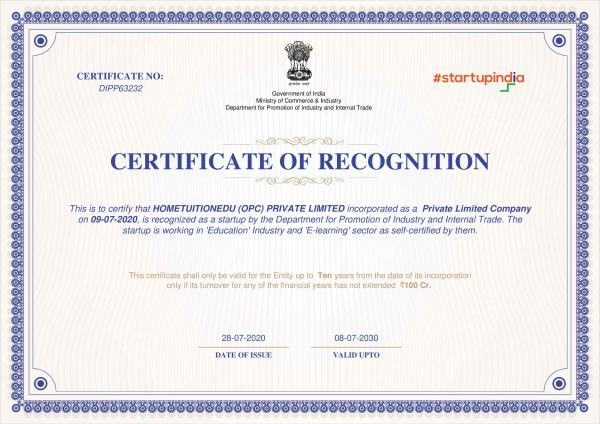 CERTIFICATE NO:
DIPP63232
सत्यमेव जयते
#startupindia
Government of India
Ministry of Commerce & Industry
Department for Promotion of Industry and Internal Trade
CERTIFICATE OF RECOGNITION
This is to certify that HOMETUITIONEDU (OPC) PRIVATE LIMITED incorporated as a Private Limited Company
on 09-07-2020, is recognized as a startup by the Department for Promotion of Industry and Internal Trade. The
startup is working in 'Education' Industry and 'E-learning' sector as self-certified by them.
This certificate shall only be valid for the Entity up to Ten years from the date of its incorporation
only if its turnover for any of the financial years has not extended ₹100 Cr.
28-07-2020 08-07-2030
DATE OF ISSUE VALID UPTO